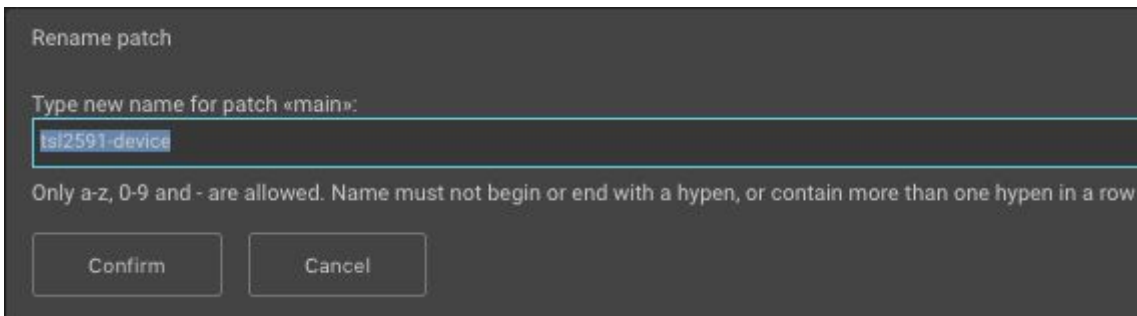 Rename patch
Type new name for patch «main»:
tsl2591-device
Only a-z, 0-9 and - are allowed. Name must not begin or end with a hypen, or contain more than one hypen in a row
Confirm
Cancel